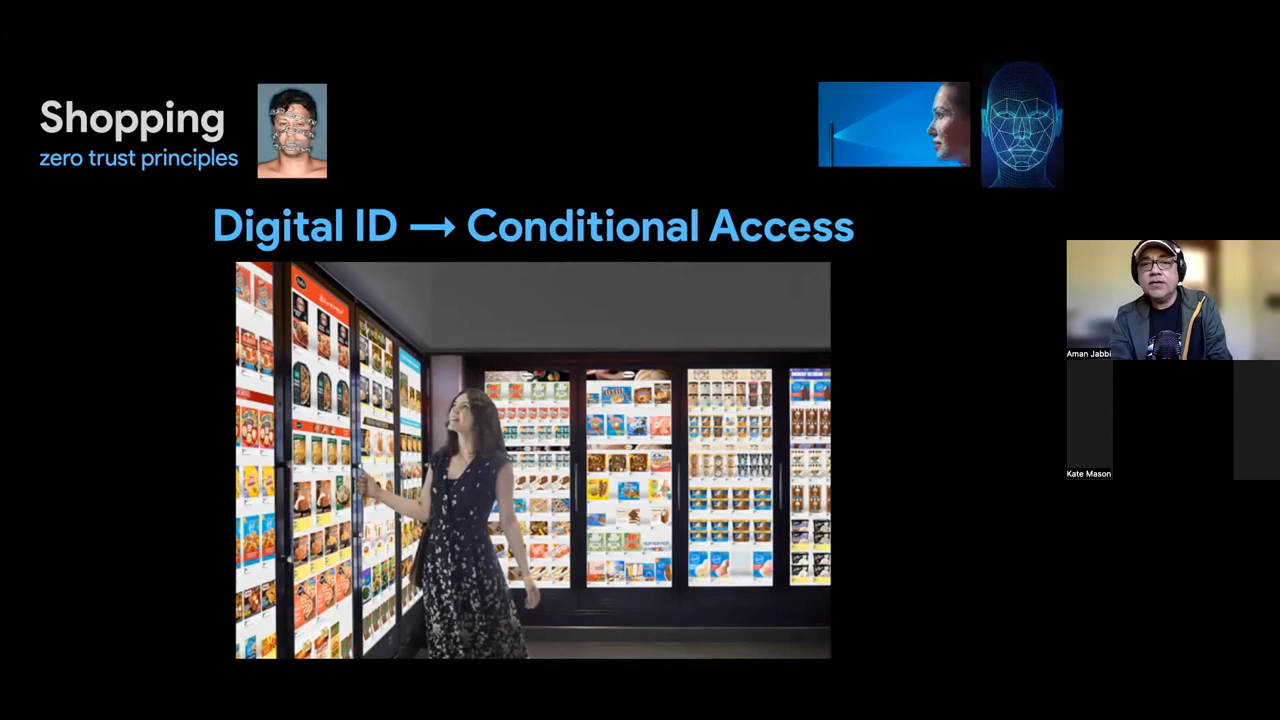 Shopping
zero trust principles
Digital ID → Conditional Access
Aman Jabbi
Kate Mason